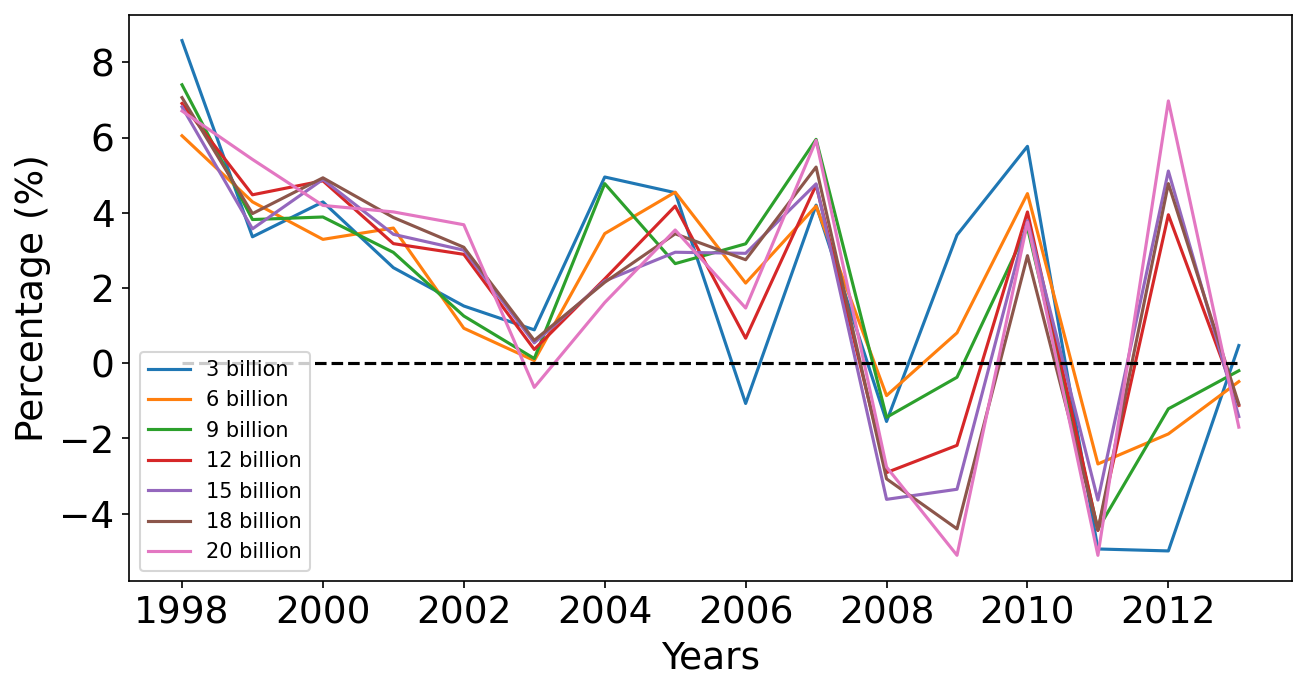 Percentage (%)
8
6
4
2
0
−2
−4
3 billion
6 billion
9 billion
12 billion
15 billion
18 billion
20 billion
1998 2000 2002 2004 2006 2008 2010 2012
Years